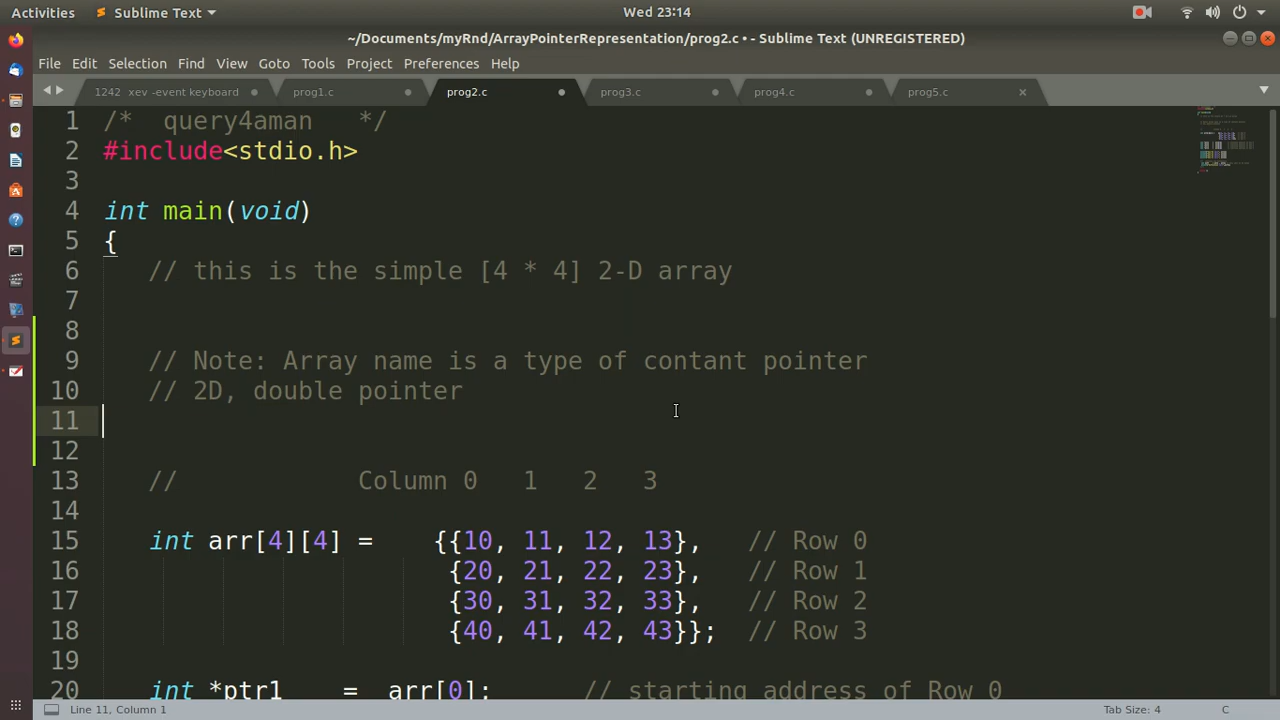 Activities Sublime Text Wed 23:14
~/Documents/myRnd/ArrayPointerRepresentation/prog2.c • - Sublime Text (UNREGISTERED)
File Edit Selection Find View Goto Tools Project Preferences Help
1242 xev -event keyboard prog1.c prog2.c prog3.c prog4.c prog5.c
1 /* query4aman */
2 #include<stdio.h>
3
4 int main(void)
5 {
6 // this is the simple [4 * 4] 2-D array
7
8
9 // Note: Array name is a type of contant pointer
10 // 2D, double pointer
11
12
13 // Column 0 1 2 3
14
15 int arr[4][4] = {{10, 11, 12, 13}, // Row 0
16 {20, 21, 22, 23}, // Row 1
17 {30, 31, 32, 33}, // Row 2
18 {40, 41, 42, 43}}; // Row 3
19
20 int *ptr1 = arr[0]; // starting address of Row 0
Line 11, Column 1 Tab Size: 4 C